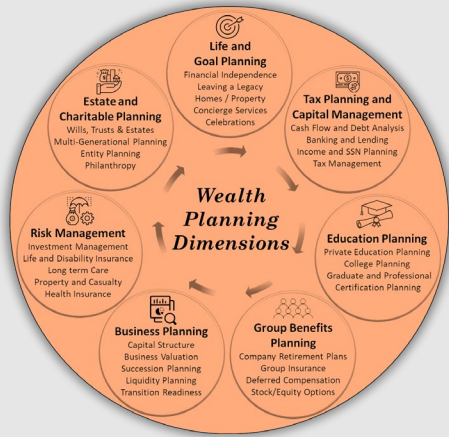 Wealth
Planning
Dimensions
Life and
Goal Planning
Financial Independence
Leaving a Legacy
Homes / Property
Concierge Services
Celebrations
Tax Planning and
Capital Management
Cash Flow and Debt Analysis
Banking and Lending
Income and SSN Planning
Tax Management
Education Planning
Private Education Planning
College Planning
Graduate and Professional
Certification Planning
Group Benefits
Planning
Company Retirement Plans
Group Insurance
Deferred Compensation
Stock/Equity Options
Business Planning
Capital Structure
Business Valuation
Succession Planning
Liquidity Planning
Transition Readiness
Risk Management
Investment Management
Life and Disability Insurance
Long term Care
Property and Casualty
Health Insurance
Estate and
Charitable Planning
Wills, Trusts & Estates
Multi-Generational Planning
Entity Planning
Philanthropy